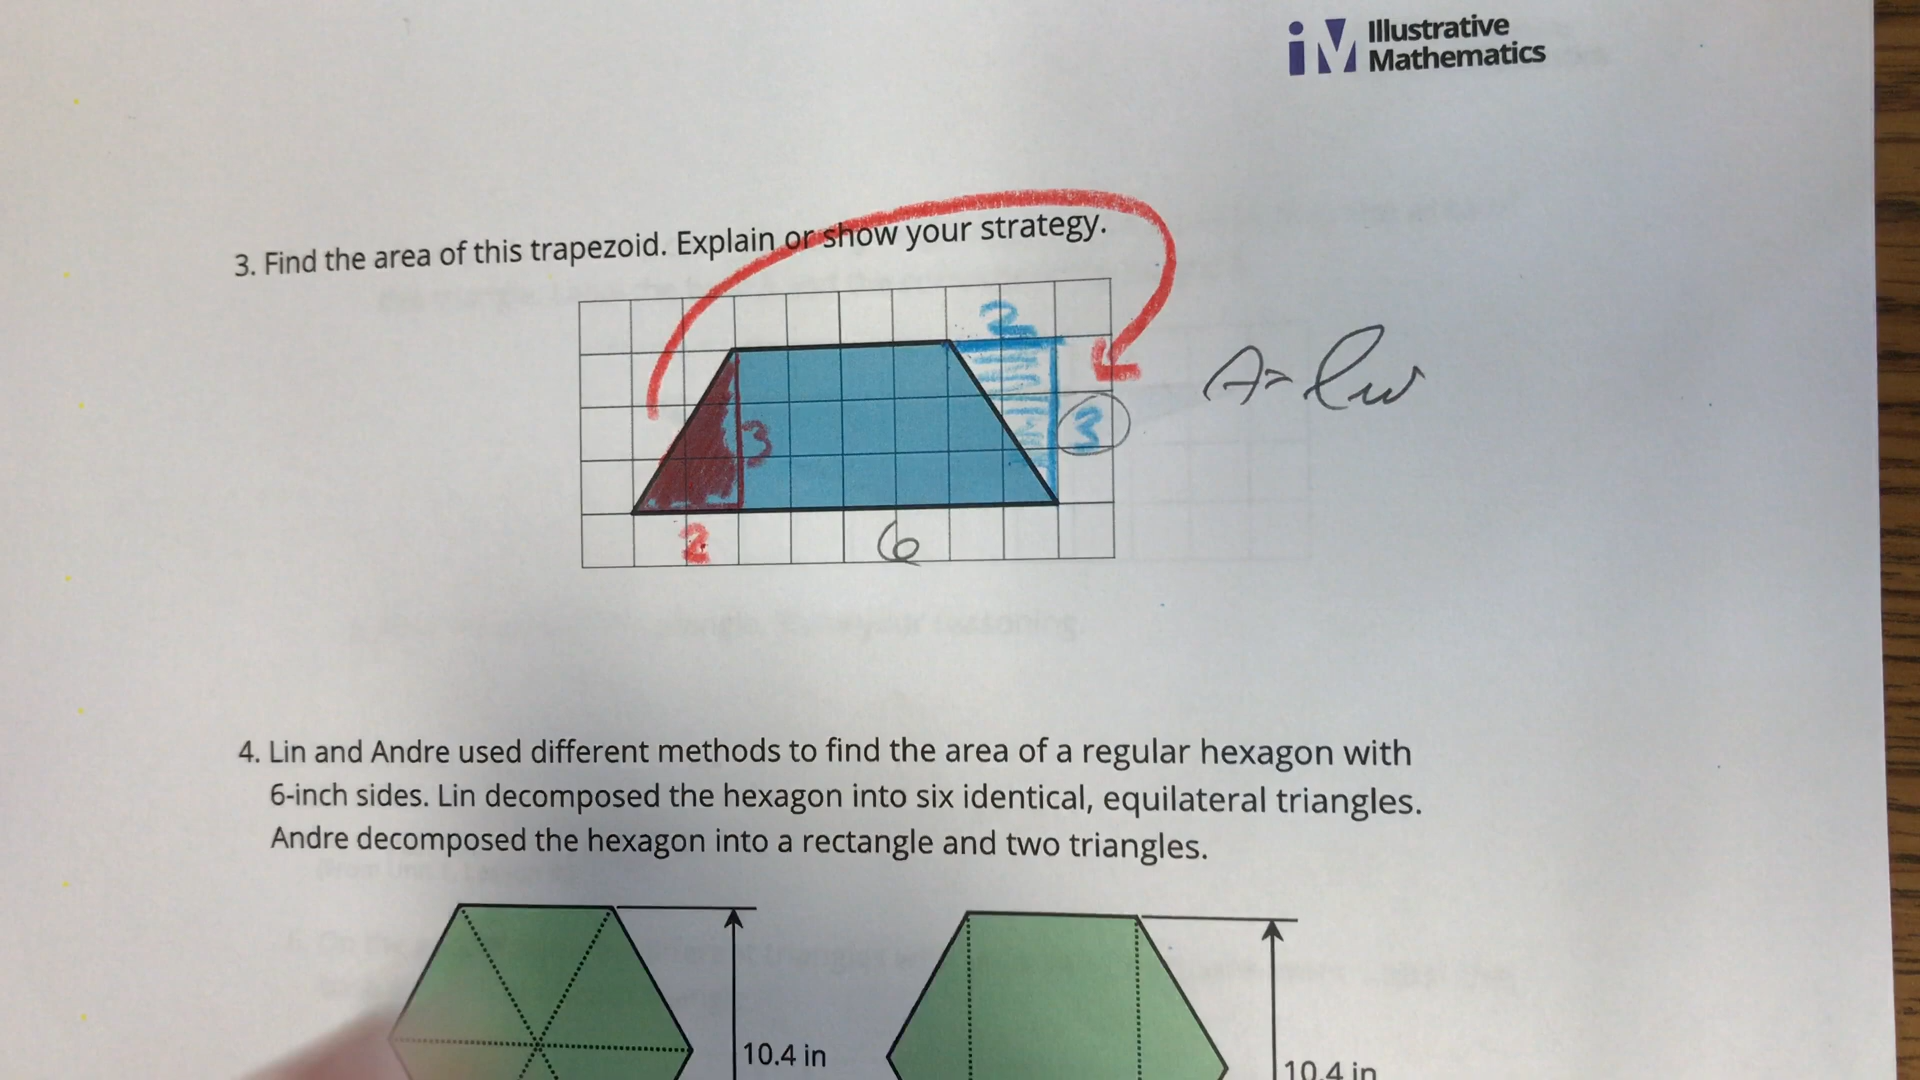 Illustrative
Mathematics
3. Find the area of this trapezoid. Explain or show your strategy.
2
3
3
2
6
A=lw
4. Lin and Andre used different methods to find the area of a regular hexagon with
6-inch sides. Lin decomposed the hexagon into six identical, equilateral triangles.
Andre decomposed the hexagon into a rectangle and two triangles.
10.4 in
10.4 in